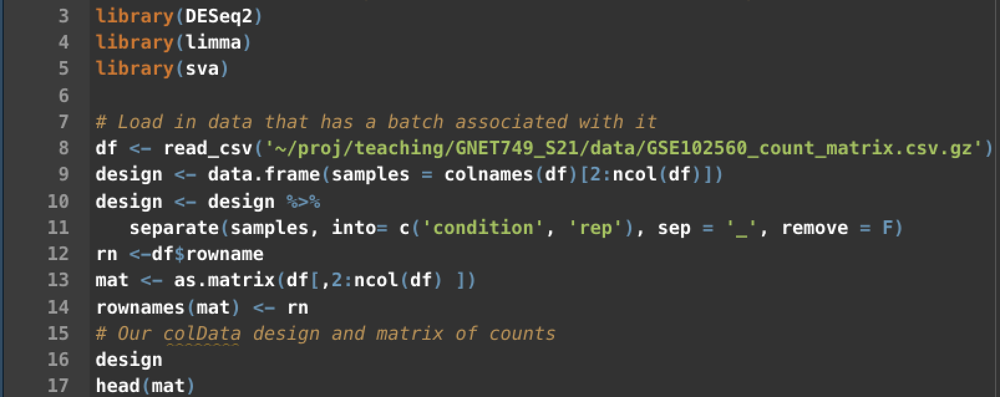 3 library(DESeq2)
4 library(limma)
5 library(sva)
6
7 # Load in data that has a batch associated with it
8 df <- read_csv('~/proj/teaching/GNET749_S21/data/GSE102560_count_matrix.csv.gz')
9 design <- data.frame(samples = colnames(df)[2:ncol(df)])
10 design <- design %>%
11    separate(samples, into= c('condition', 'rep'), sep = '_', remove = F)
12 rn <-df$rowname
13 mat <- as.matrix(df[,2:ncol(df) ])
14 rownames(mat) <- rn
15 # Our colData design and matrix of counts
16 design
17 head(mat)